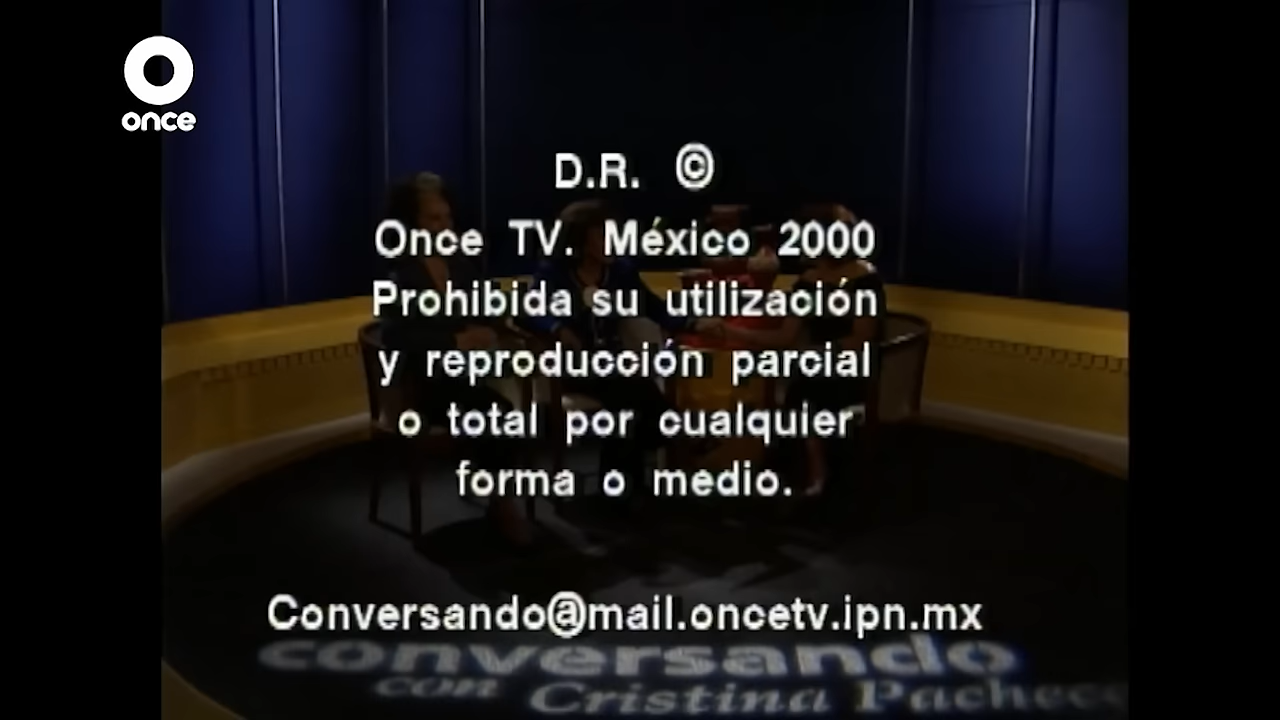 once
D.R. ©
Once TV. México 2000
Prohibida su utilización
y reproducción parcial
o total por cualquier
forma o medio.
Conversando@mail.oncetv.ipn.mx
conversando
con Cristina Pacheco